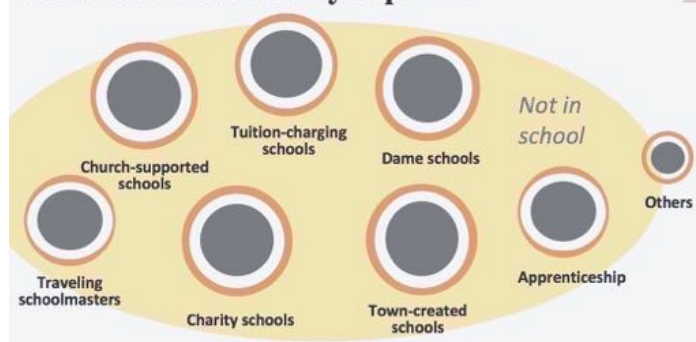 Tuition-charging
schools
Not in
school
Church-supported
schools
Dame schools
Others
Traveling
schoolmasters
Charity schools
Town-created
schools
Apprenticeship